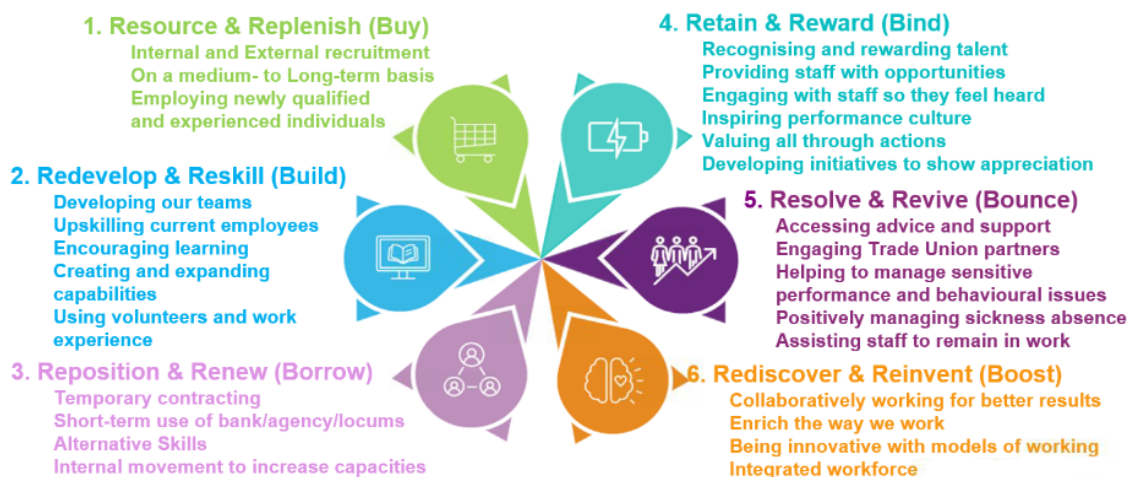 1. Resource & Replenish (Buy)
Internal and External recruitment
On a medium- to Long-term basis
Employing newly qualified
and experienced individuals
2. Redevelop & Reskill (Build)
Developing our teams
Upskilling current employees
Encouraging learning
Creating and expanding
capabilities
Using volunteers and work
experience
3. Reposition & Renew (Borrow)
Temporary contracting
Short-term use of bank/agency/locums
Alternative Skills
Internal movement to increase capacities
4. Retain & Reward (Bind)
Recognising and rewarding talent
Providing staff with opportunities
Engaging with staff so they feel heard
Inspiring performance culture
Valuing all through actions
Developing initiatives to show appreciation
5. Resolve & Revive (Bounce)
Accessing advice and support
Engaging Trade Union partners
Helping to manage sensitive
performance and behavioural issues
Positively managing sickness absence
Assisting staff to remain in work
6. Rediscover & Reinvent (Boost)
Collaboratively working for better results
Enrich the way we work
Being innovative with models of working
Integrated workforce